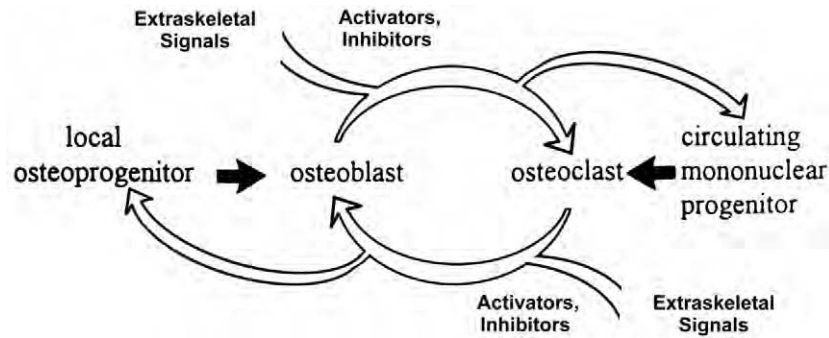 Extraskeletal
Signals
Activators,
Inhibitors
local
osteoprogenitor
osteoblast
osteoclast
circulating
mononuclear
progenitor
Activators,
Inhibitors
Extraskeletal
Signals